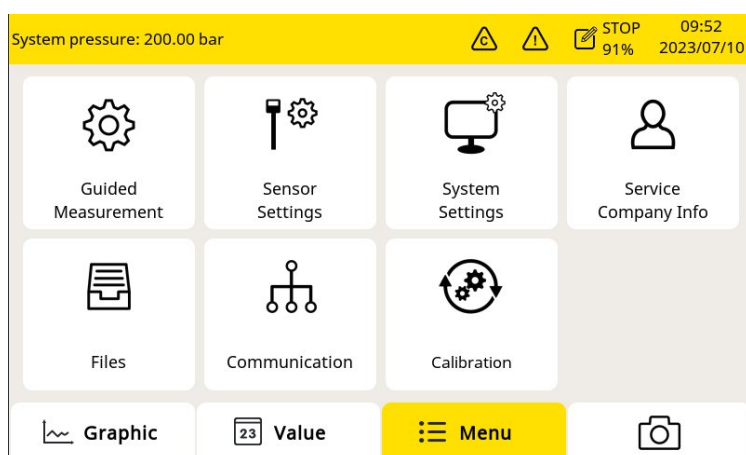 System pressure: 200.00 bar
C
!
STOP
91%
09:52
2023/07/10
Guided
Measurement
Sensor
Settings
System
Settings
Service
Company Info
Files
Communication
Calibration
Graphic
23 Value
Menu